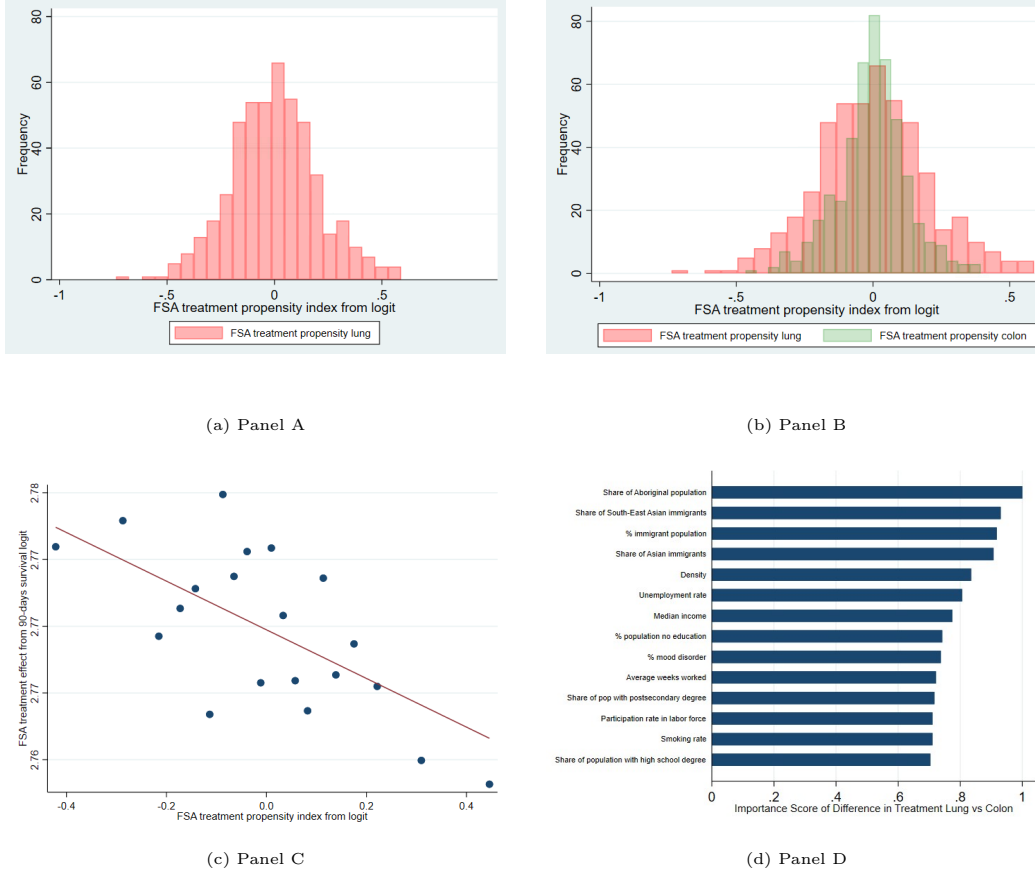 80
60
40
20
0
Frequency
-1
-.5
0
.5
FSA treatment propensity index from logit
FSA treatment propensity lung
(a) Panel A
80
60
40
20
0
Frequency
-1
-.5
0
.5
FSA treatment propensity index from logit
FSA treatment propensity lung
FSA treatment propensity colon
(b) Panel B
2.78
2.77
2.77
2.77
2.76
FSA treatment effect from 90-days survival logit
-0.4
-0.2
0.0
0.2
0.4
FSA treatment propensity index from logit
(c) Panel C
Share of Aboriginal population
Share of South-East Asian immigrants
% immigrant population
Share of Asian immigrants
Density
Unemployment rate
Median income
% population no education
% mood disorder
Average weeks worked
Share of pop with postsecondary degree
Participation rate in labor force
Smoking rate
Share of population with high school degree
0
.2
.4
.6
.8
1
Importance Score of Difference in Treatment Lung vs Colon
(d) Panel D